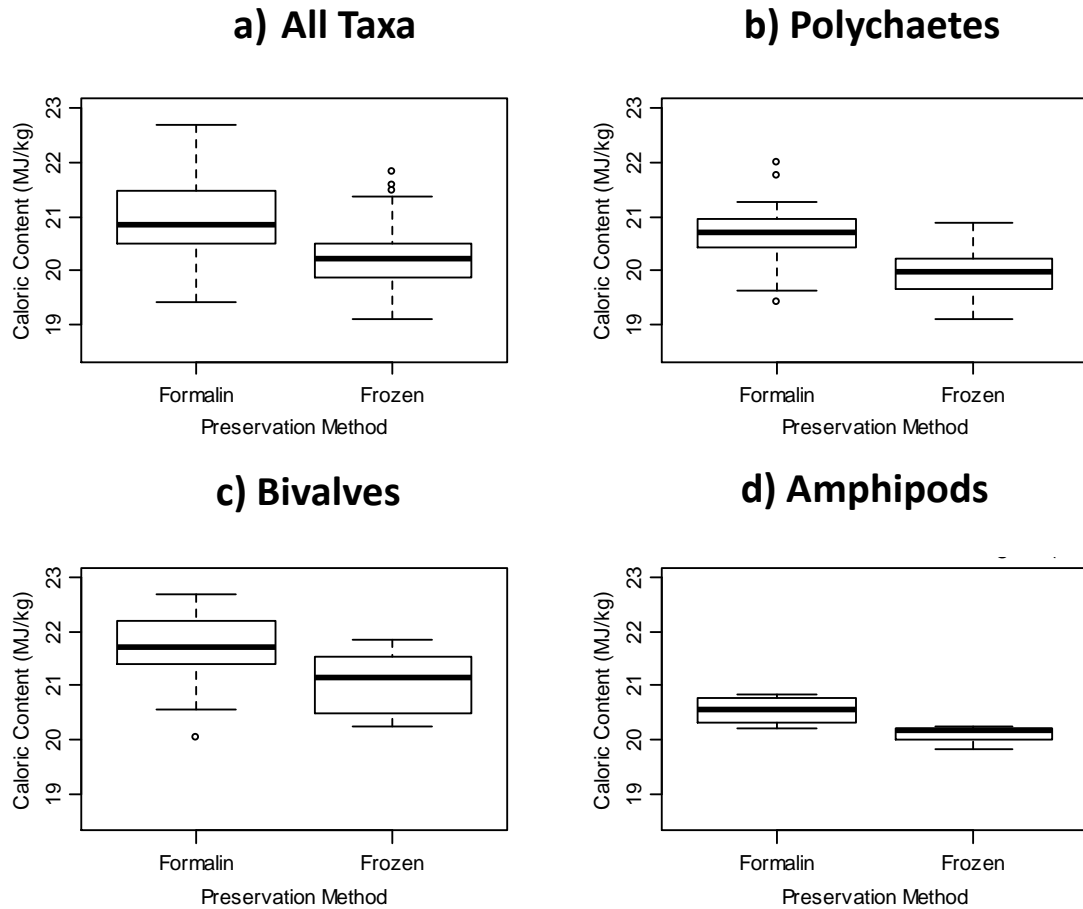 a) All Taxa
23
22
21
20
19
Caloric Content (MJ/kg)
Formalin Frozen
Preservation Method
b) Polychaetes
23
22
21
20
19
Caloric Content (MJ/kg)
Formalin Frozen
Preservation Method
c) Bivalves
23
22
21
20
19
Caloric Content (MJ/kg)
Formalin Frozen
Preservation Method
d) Amphipods
23
22
21
20
19
Caloric Content (MJ/kg)
Formalin Frozen
Preservation Method